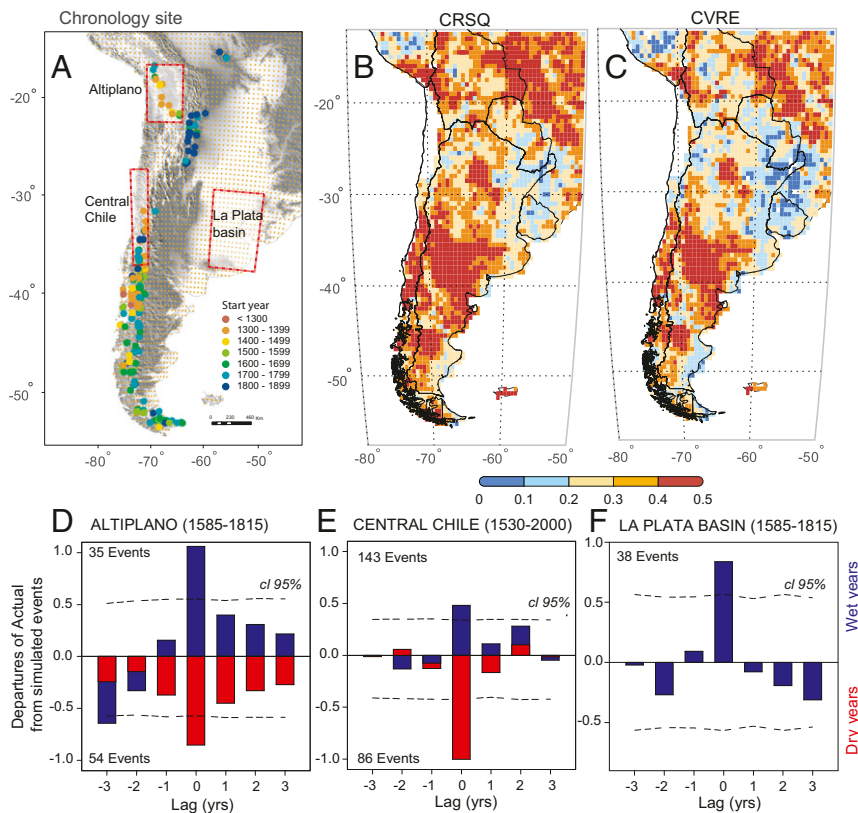 Chronology site
CRSQ
CVRE
A
B
C
Altiplano
Central
Chile
La Plata
basin
-20°
-30°
-40°
-50°
Start year
< 1300
1300 - 1399
1400 - 1499
1500 - 1599
1600 - 1699
1700 - 1799
1800 - 1899
0 230 460 Km
-80 -70 -60 -50
-20°
-30°
-40°
-50°
-80° -70° -60° -50°
-80° -70° -60° -50°
0 0.1 0.2 0.3 0.4 0.5
D ALTIPLANO (1585-1815)
E CENTRAL CHILE (1530-2000)
F LA PLATA BASIN (1585-1815)
Departures of Actual
from simulated events
35 Events
cl 95%
54 Events
1.0
0.5
0.0
0.5
-1.0
-3 -2 -1 0 1 2 3
Lag (yrs)
143 Events
cl 95%
86 Events
1.0
0.5
0.0
-0.5
-1.0
-3 -2 -1 0 1 2 3
Lag (yrs)
38 Events
cl 95%
1.0
0.5
0.0
-0.5
-3 -2 -1 0 1 2 3
Lag (yrs)
Wet years
Dry years